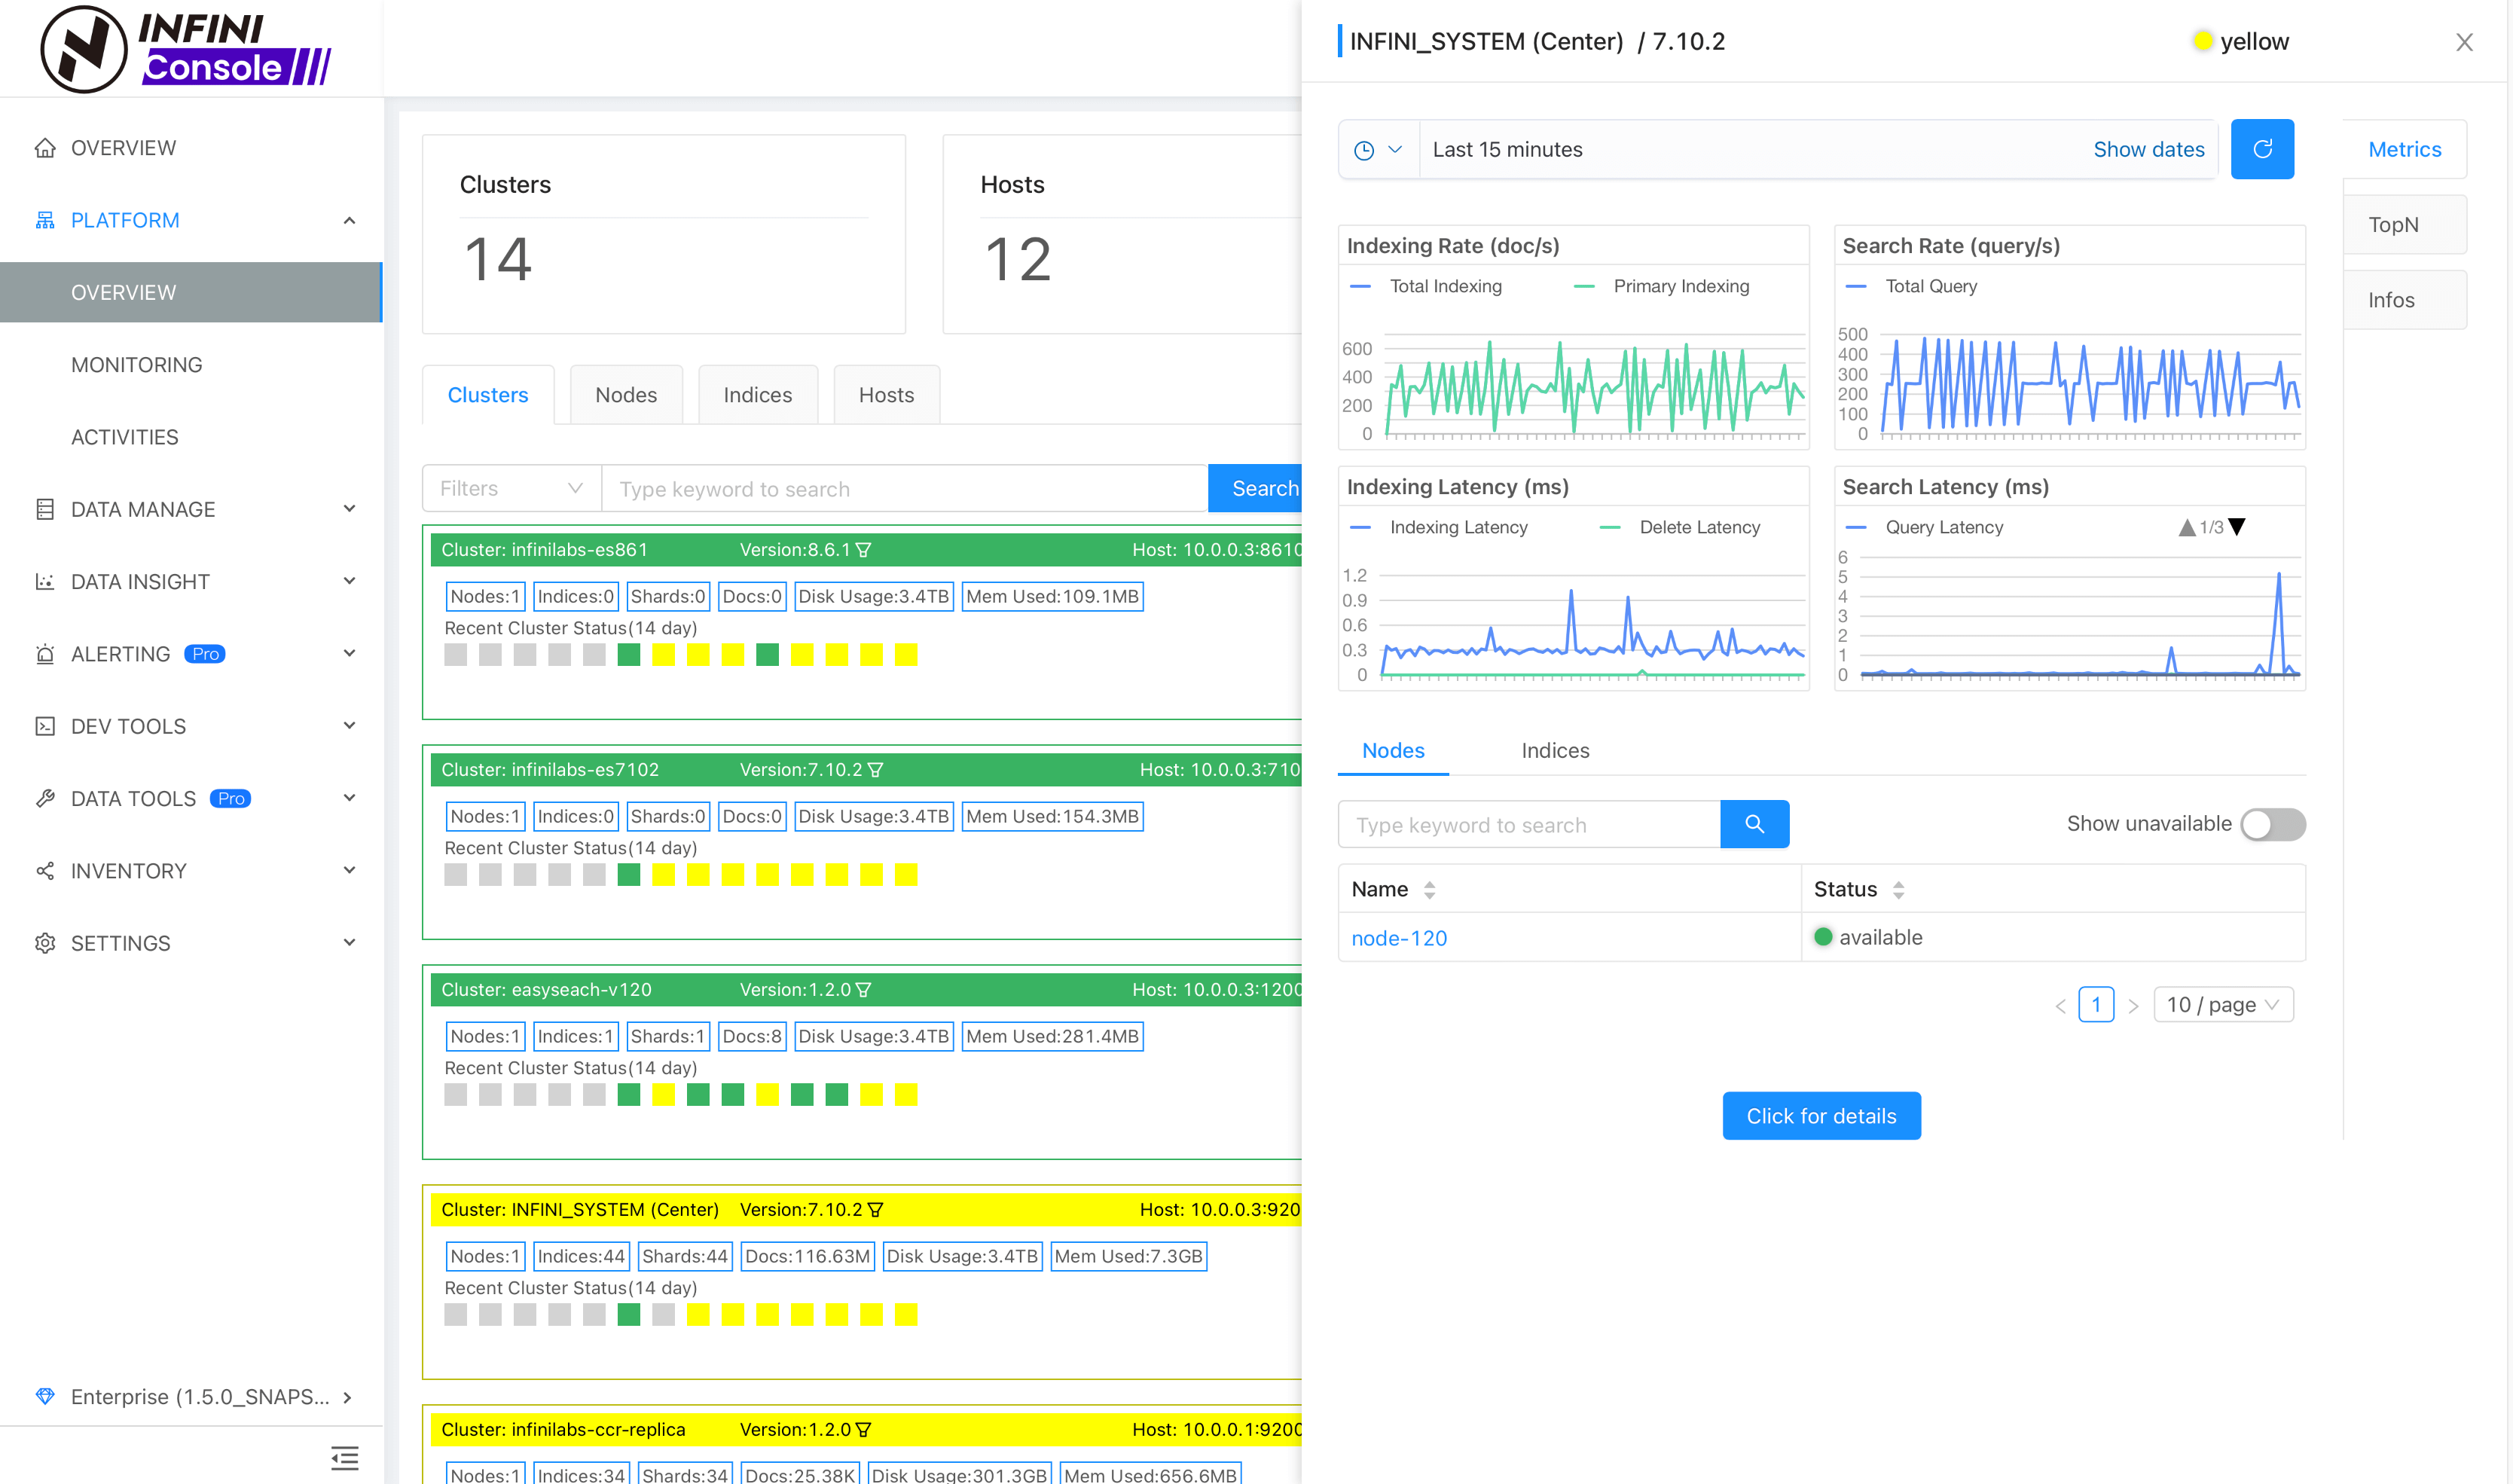 INFINI
Console
OVERVIEW
PLATFORM
OVERVIEW
MONITORING
ACTIVITIES
DATA MANAGE
DATA INSIGHT
ALERTING Pro
DEV TOOLS
DATA TOOLS Pro
INVENTORY
SETTINGS
Enterprise (1.5.0_SNAPS...
Clusters
14
Hosts
12
Clusters Nodes Indices Hosts
Filters Type keyword to search Search
Cluster: infinilabs-es861 Version:8.6.1 Host: 10.0.0.3:8610
Nodes:1 Indices:0 Shards:0 Docs:0 Disk Usage:3.4TB Mem Used:109.1MB
Recent Cluster Status(14 day)
Cluster: infinilabs-es7102 Version:7.10.2 Host: 10.0.0.3:710
Nodes:1 Indices:0 Shards:0 Docs:0 Disk Usage:3.4TB Mem Used:154.3MB
Recent Cluster Status(14 day)
Cluster: easyseach-v120 Version:1.2.0 Host: 10.0.0.3:1200
Nodes:1 Indices:1 Shards:1 Docs:8 Disk Usage:3.4TB Mem Used:281.4MB
Recent Cluster Status(14 day)
Cluster: INFINI_SYSTEM (Center) Version:7.10.2 Host: 10.0.0.3:920
Nodes:1 Indices:44 Shards:44 Docs:116.63M Disk Usage:3.4TB Mem Used:7.3GB
Recent Cluster Status(14 day)
Cluster: infinilabs-ccr-replica Version:1.2.0 Host: 10.0.0.1:9200
Nodes:1 Indices:34 Shards:34 Docs:25.38K Disk Usage:301.3GB Mem Used:656.6MB
INFINI_SYSTEM (Center) / 7.10.2 yellow
Last 15 minutes Show dates
Metrics
TopN
Infos
Indexing Rate (doc/s)
Total Indexing Primary Indexing
600
400
200
0
Search Rate (query/s)
Total Query
500
400
300
200
100
0
Indexing Latency (ms)
Indexing Latency Delete Latency
1.2
0.9
0.6
0.3
0
Search Latency (ms)
Query Latency 1/3
6
5
4
3
2
1
0
Nodes Indices
Type keyword to search Show unavailable
Name Status
node-120 available
1 10 / page
Click for details